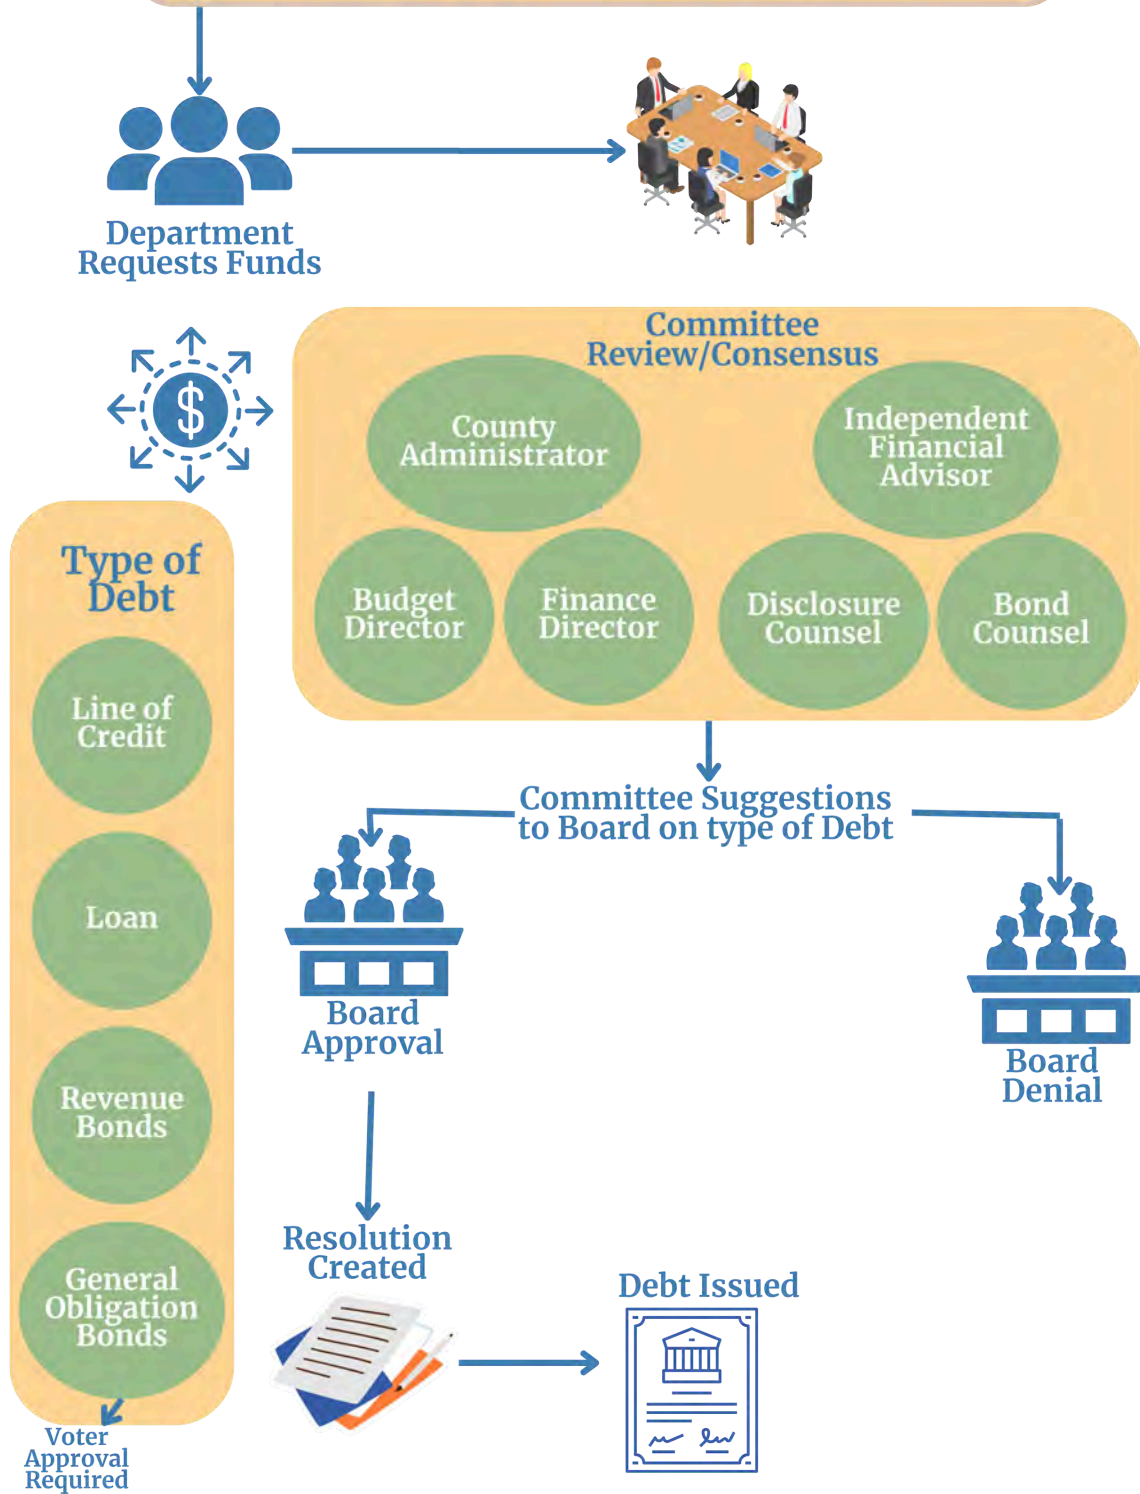 Department
Requests Funds
Committee
Review/Consensus
County
Administrator
Independent
Financial
Advisor
Budget
Director
Finance
Director
Disclosure
Counsel
Bond
Counsel
$
Type of
Debt
Line of
Credit
Loan
Revenue
Bonds
General
Obligation
Bonds
Voter
Approval
Required
Committee Suggestions
to Board on type of Debt
Board
Approval
Board
Denial
Resolution
Created
Debt Issued